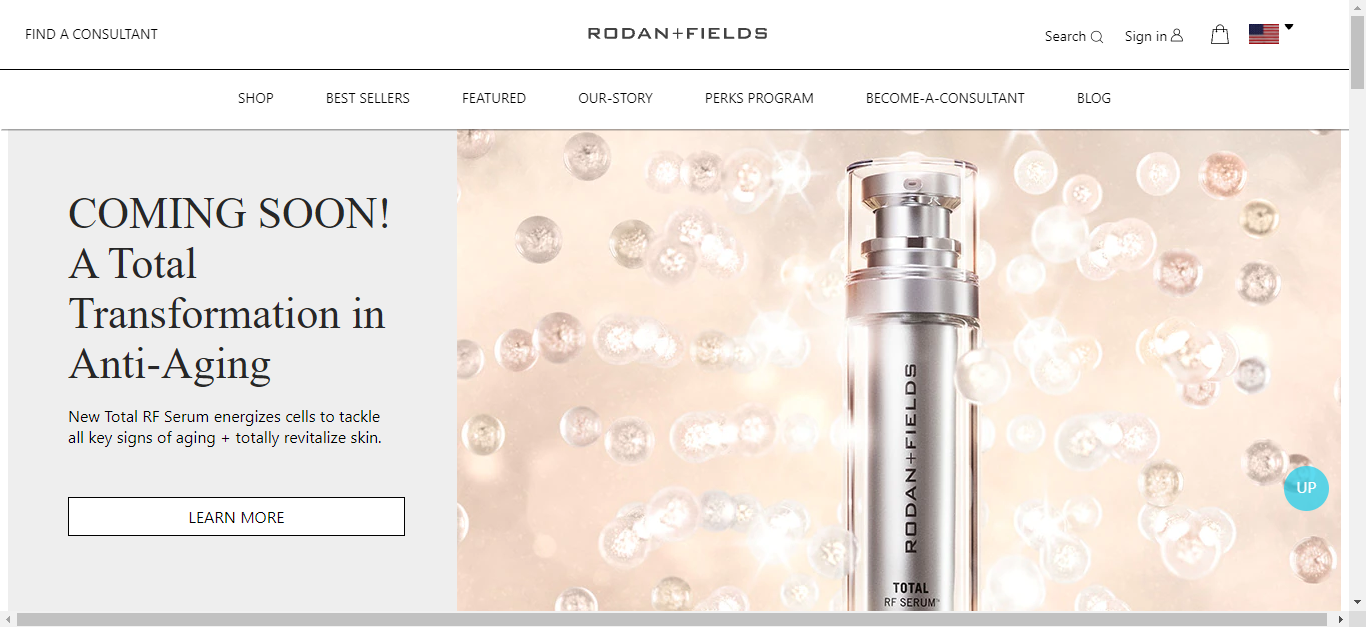 FIND A CONSULTANT
RODAN+FIELDS
Search
Sign in
SHOP
BEST SELLERS
FEATURED
OUR-STORY
PERKS PROGRAM
BECOME-A-CONSULTANT
BLOG
COMING SOON!
A Total
Transformation in
Anti-Aging
New Total RF Serum energizes cells to tackle
all key signs of aging + totally revitalize skin.
LEARN MORE
RODAN+FIELDS
TOTAL
RF SERUM™
UP